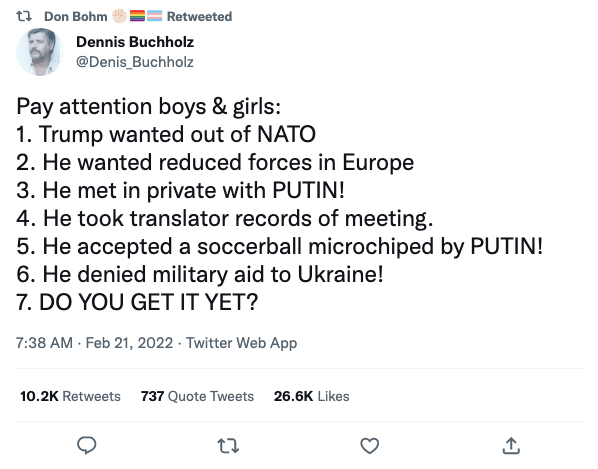 Don Bohm ✊🏻🏳️‍🌈🏳️‍⚧️ Retweeted
Dennis Buchholz
@Denis_Buchholz
Pay attention boys & girls:
1. Trump wanted out of NATO
2. He wanted reduced forces in Europe
3. He met in private with PUTIN!
4. He took translator records of meeting.
5. He accepted a soccerball microchiped by PUTIN!
6. He denied military aid to Ukraine!
7. DO YOU GET IT YET?
7:38 AM · Feb 21, 2022 · Twitter Web App
10.2K Retweets 737 Quote Tweets 26.6K Likes